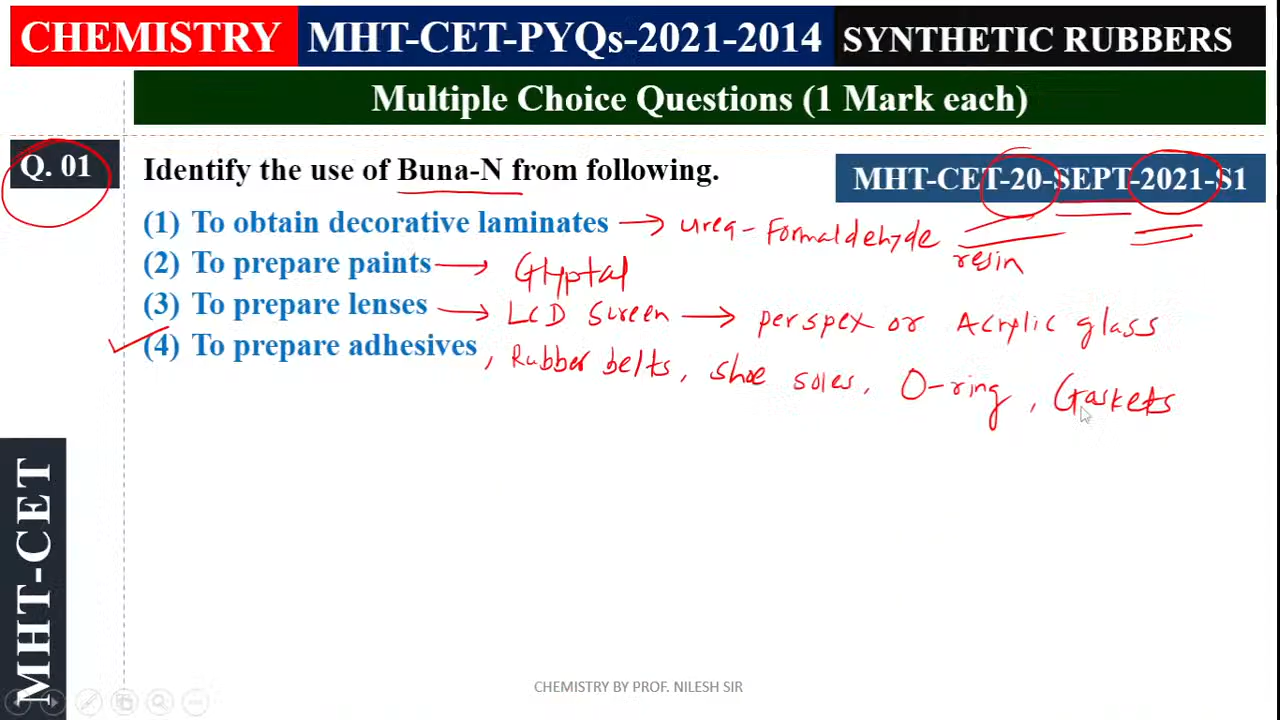 CHEMISTRY MHT-CET-PYQs-2021-2014 SYNTHETIC RUBBERS
Multiple Choice Questions (1 Mark each)
Q. 01 Identify the use of Buna-N from following. MHT-CET-20-SEPT-2021-S1
(1) To obtain decorative laminates → urea-Formaldehyde resin
(2) To prepare paints → Glyptal
(3) To prepare lenses → LCD Screen → perspex or Acrylic glass
(4) To prepare adhesives, Rubber belts, shoe soles, O-ring, Gaskets
MHT-CET
CHEMISTRY BY PROF. NILESH SIR